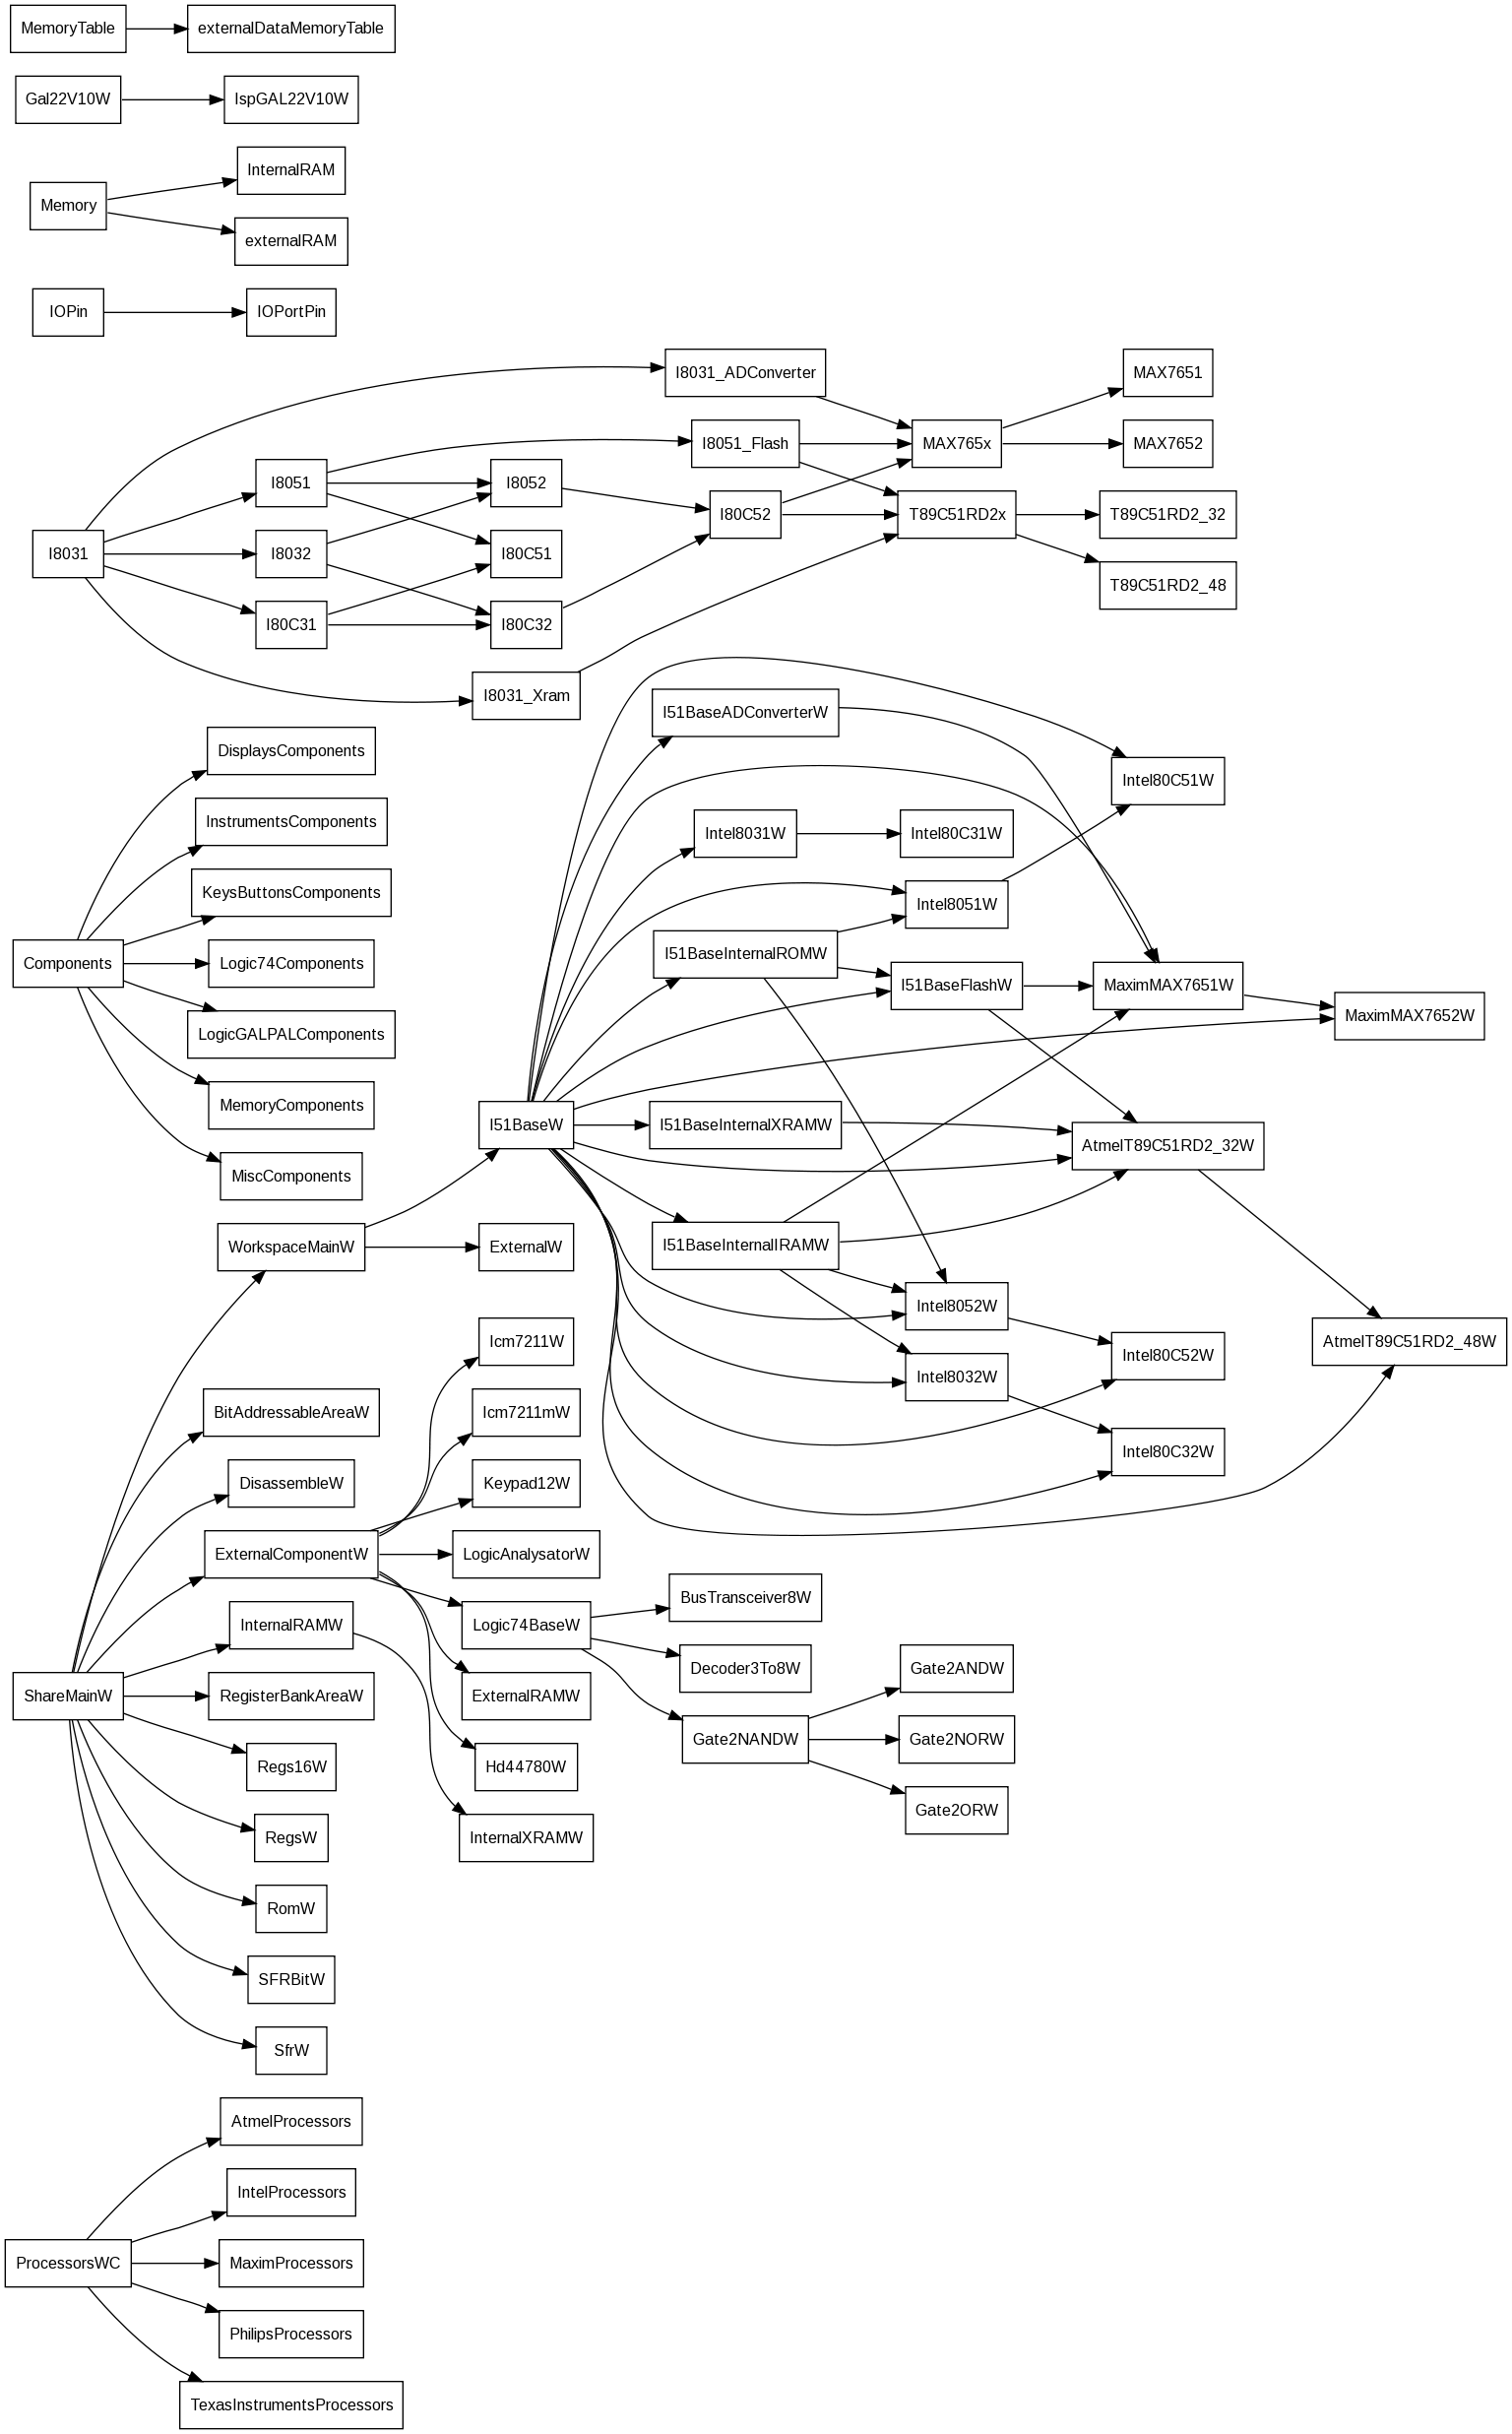 MemoryTable
externalDataMemoryTable
Gal22V10W
IspGAL22V10W
InternalRAM
Memory
externalRAM
IOPin
IOPortPin
I8031_ADConverter
MAX7651
I8051_Flash
MAX765x
MAX7652
I8051
I8052
I80C52
T89C51RD2x
T89C51RD2_32
I8031
I8032
I80C51
T89C51RD2_48
I80C31
I80C32
I8031_Xram
I51BaseADConverterW
DisplaysComponents
Intel80C51W
InstrumentsComponents
Intel8031W
Intel80C31W
KeysButtonsComponents
Intel8051W
Components
Logic74Components
I51BaseInternalROMW
I51BaseFlashW
MaximMAX7651W
MaximMAX7652W
LogicGALPALComponents
MemoryComponents
I51BaseW
I51BaseInternalXRAMW
AtmelT89C51RD2_32W
MiscComponents
WorkspaceMainW
ExternalW
I51BaseInternalIRAMW
Intel8052W
Icm7211W
Intel80C52W
AtmelT89C51RD2_48W
Intel8032W
BitAddressableAreaW
Icm7211mW
Intel80C32W
DisassembleW
Keypad12W
ExternalComponentW
LogicAnalysatorW
BusTransceiver8W
InternalRAMW
Logic74BaseW
Decoder3To8W
Gate2ANDW
ShareMainW
RegisterBankAreaW
ExternalRAMW
Gate2NANDW
Gate2NORW
Regs16W
Hd44780W
Gate2ORW
RegsW
InternalXRAMW
RomW
SFRBitW
SfrW
AtmelProcessors
IntelProcessors
ProcessorsWC
MaximProcessors
PhilipsProcessors
TexasInstrumentsProcessors